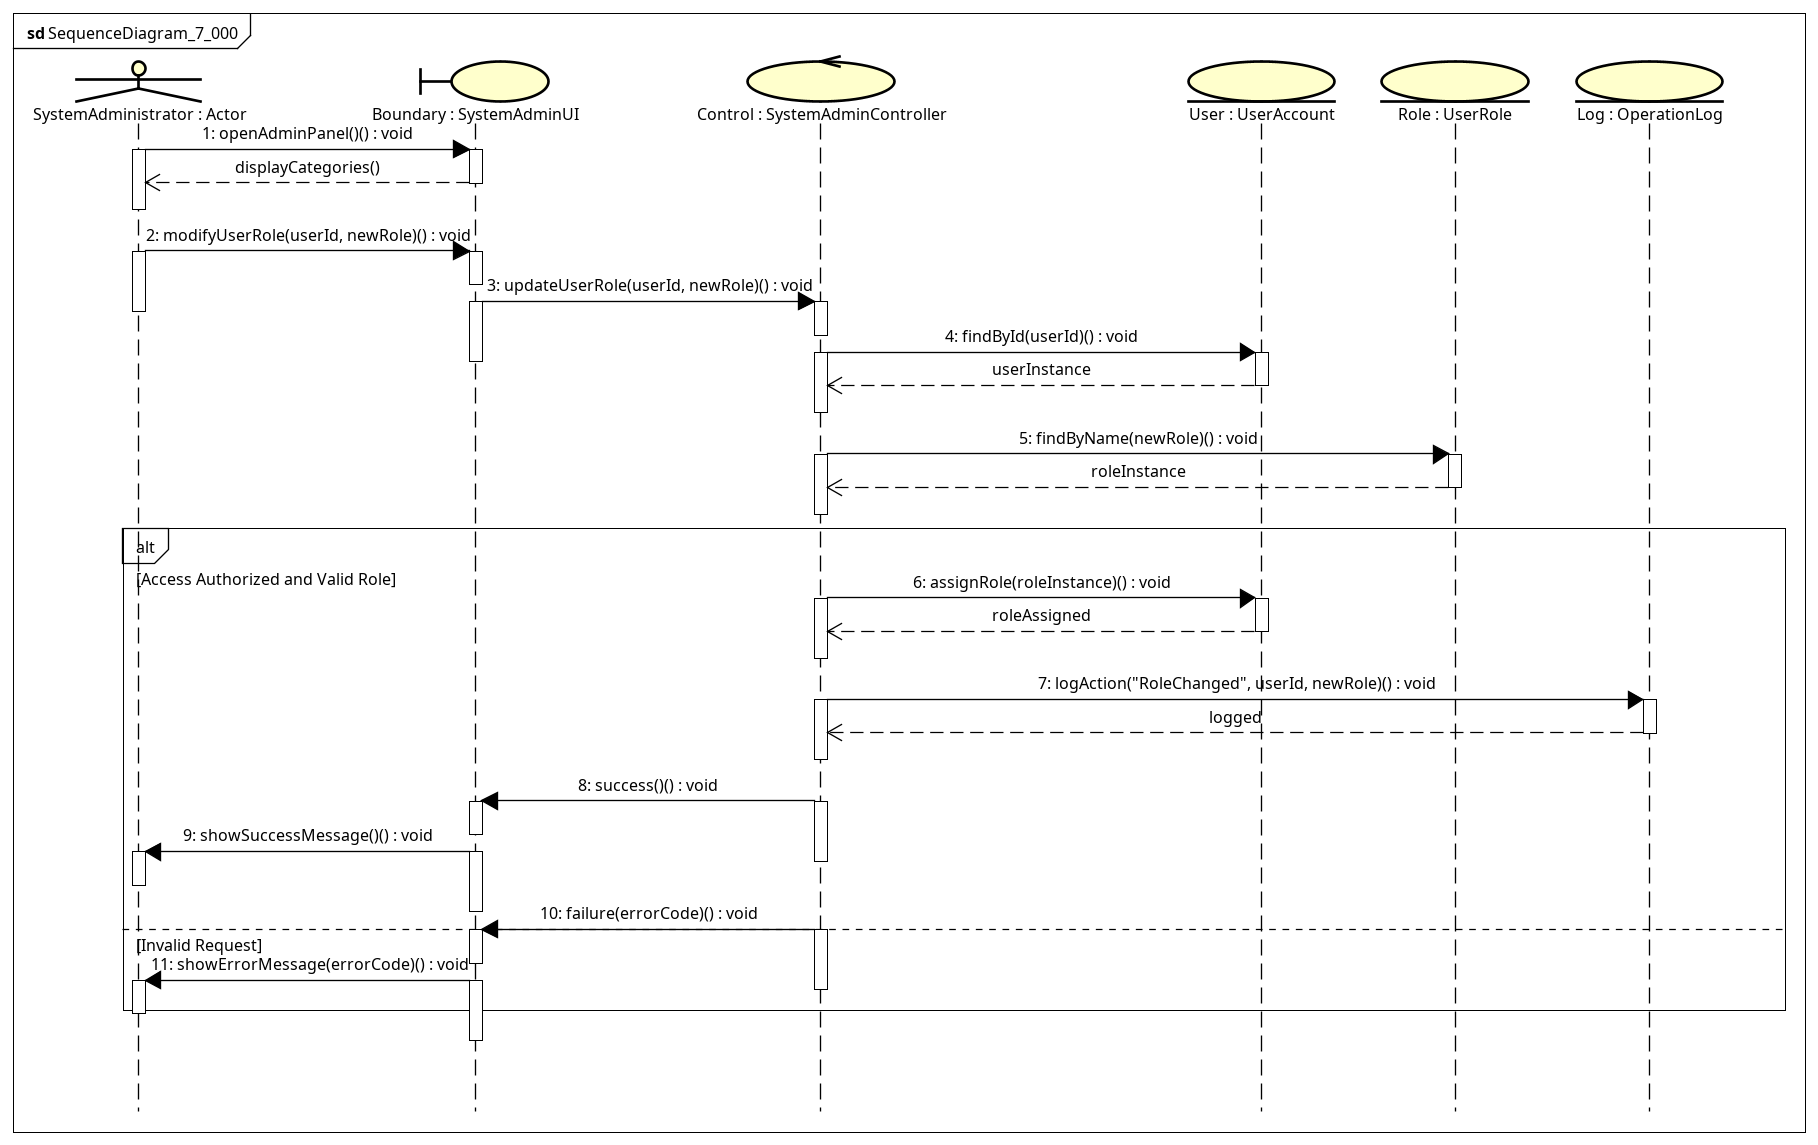 sd SequenceDiagram_7_000
SystemAdministrator : Actor
Boundary : SystemAdminUI
Control : SystemAdminController
User : UserAccount
Role : UserRole
Log : OperationLog
1: openAdminPanel()() : void
displayCategories()
2: modifyUserRole(userId, newRole)() : void
3: updateUserRole(userId, newRole)() : void
4: findById(userId)() : void
userInstance
5: findByName(newRole)() : void
roleInstance
alt
[Access Authorized and Valid Role]
6: assignRole(roleInstance)() : void
roleAssigned
7: logAction("RoleChanged", userId, newRole)() : void
logged
8: success()() : void
9: showSuccessMessage()() : void
10: failure(errorCode)() : void
[Invalid Request]
11: showErrorMessage(errorCode)() : void